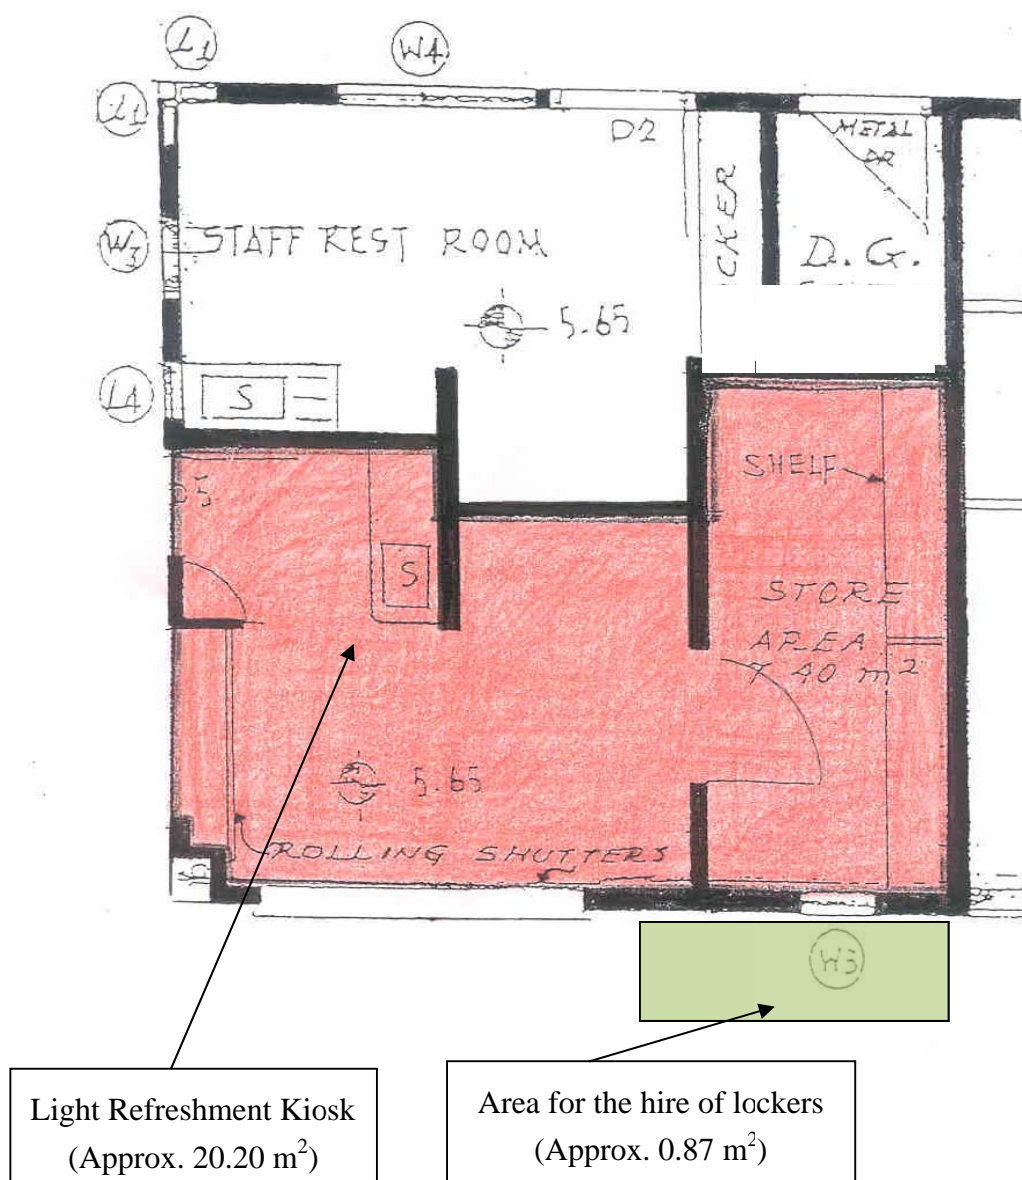 L1
W4
L1
D2
METAL
DR
CKER
W3
STAFF REST ROOM
D. G.
5.65
L4
S
SHELF
5
S
STORE
AREA
7.40 m²
5.65
ROLLING SHUTTERS
W3
Light Refreshment Kiosk
(Approx. 20.20 m²)
Area for the hire of lockers
(Approx. 0.87 m²)